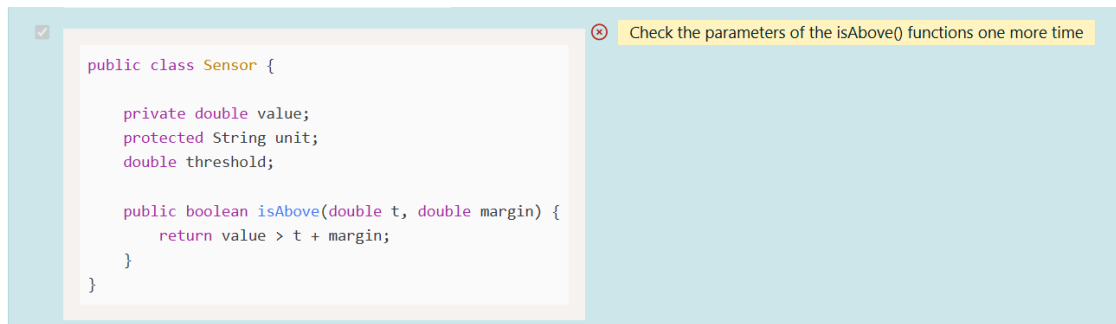 Check the parameters of the isAbove() functions one more time
public class Sensor {
    private double value;
    protected String unit;
    double threshold;
    public boolean isAbove(double t, double margin) {
        return value > t + margin;
    }
}